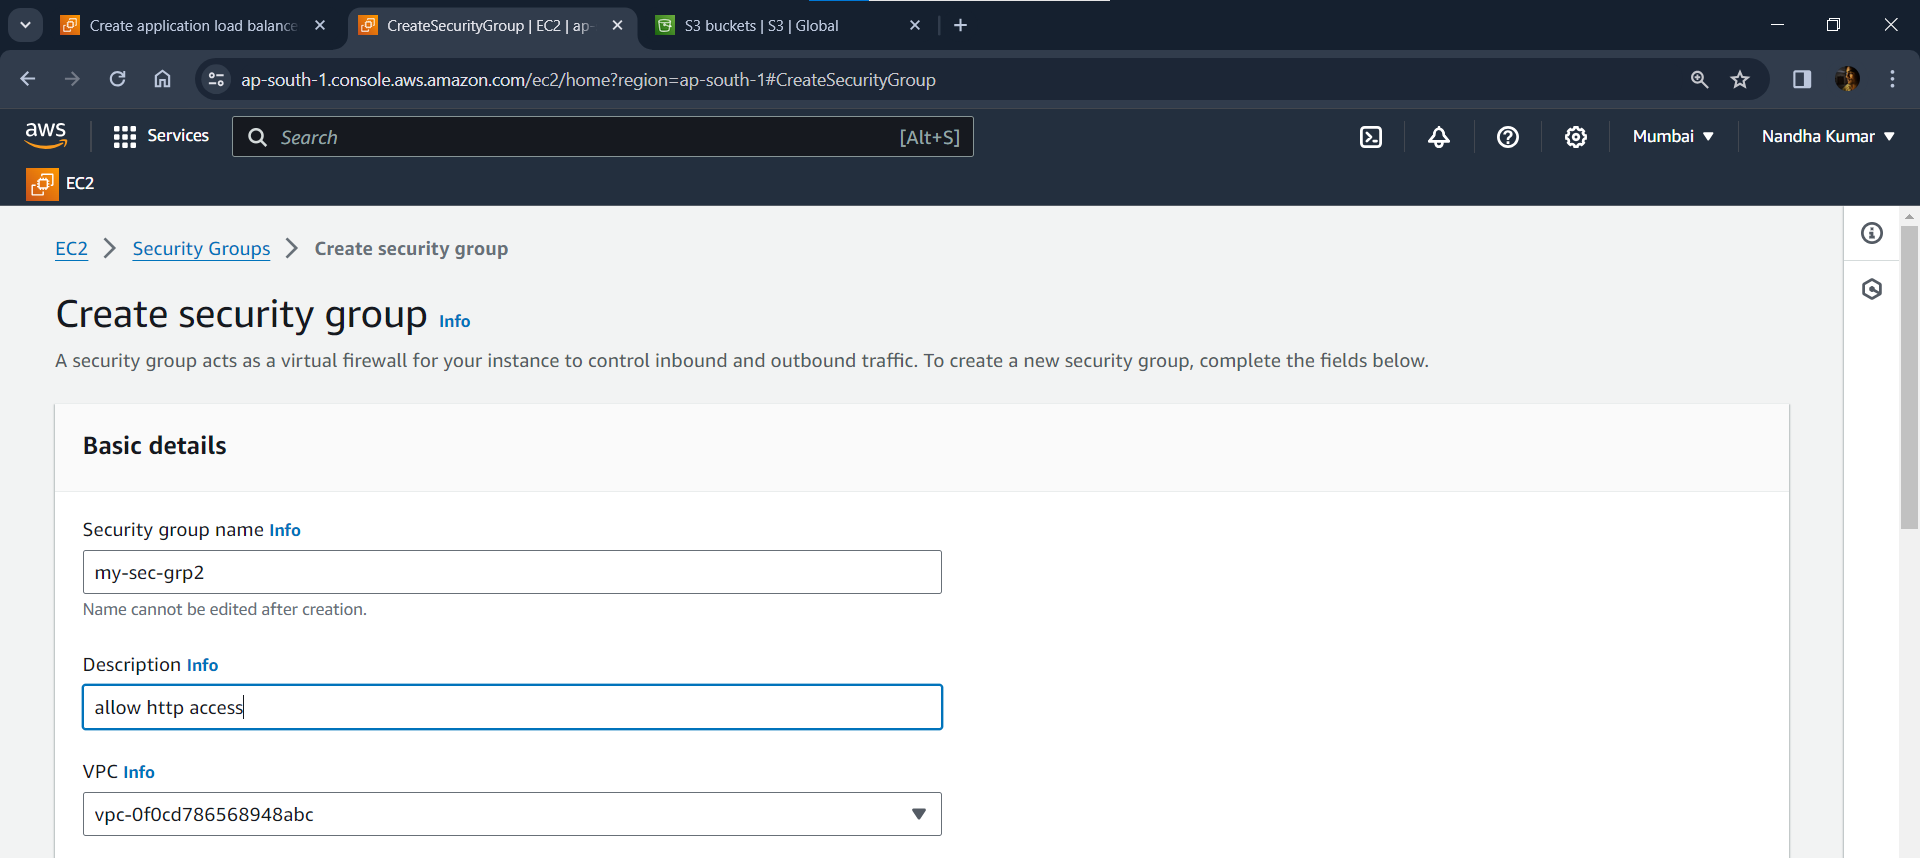 Create application load balance
CreateSecurityGroup | EC2 | ap-
S3 buckets | S3 | Global
ap-south-1.console.aws.amazon.com/ec2/home?region=ap-south-1#CreateSecurityGroup
aws
Services
Search
[Alt+S]
Mumbai
Nandha Kumar
EC2
EC2 > Security Groups > Create security group
Create security group Info
A security group acts as a virtual firewall for your instance to control inbound and outbound traffic. To create a new security group, complete the fields below.
Basic details
Security group name Info
my-sec-grp2
Name cannot be edited after creation.
Description Info
allow http access
VPC Info
vpc-0f0cd786568948abc